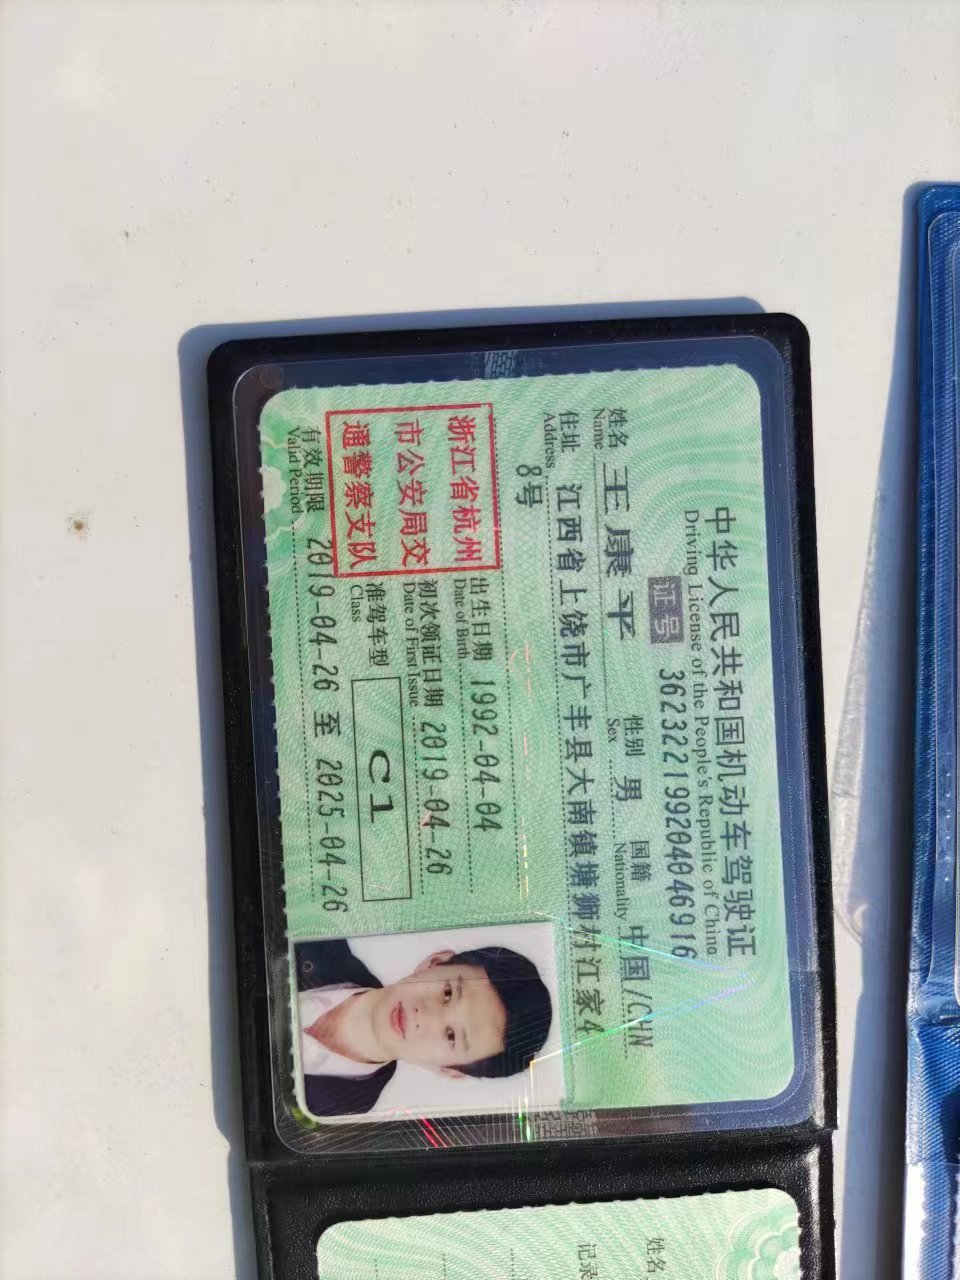 中华人民共和国机动车驾驶证
Driving License of the People's Republic of China
证号 362322199204046916
姓名 王康平 性别 男 国籍 中国/CHN
Name Sex Nationality
住址 江西省上饶市广丰县大南镇塘狮村江家4
Address
8号
浙江省杭州
市公安局交
通警察支队
出生日期 1992-04-04
Date of Birth
初次领证日期 2019-04-26
Date of First Issue
准驾车型 C1
Class
有效期限 2019-04-26 至 2025-04-26
Valid Period
姓名
记录